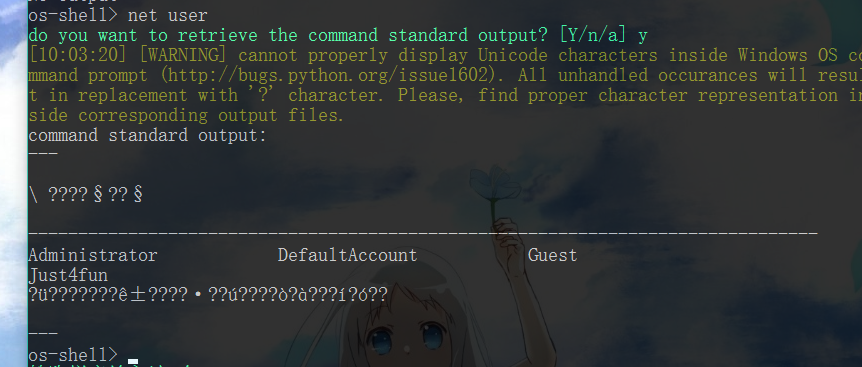 os-shell> net user
do you want to retrieve the command standard output? [Y/n/a] y
[10:03:20] [WARNING] cannot properly display Unicode characters inside Windows OS co
mmand prompt (http://bugs.python.org/issue1602). All unhandled occurances will resul
t in replacement with '?' character. Please, find proper character representation in
side corresponding output files.
command standard output:
---
\ ????§??§
-------------------------------------------------------------------------------
Administrator            DefaultAccount           Guest
Just4fun
?ü???????ê±????·??ú????ò?à???í?ó??
---
os-shell>